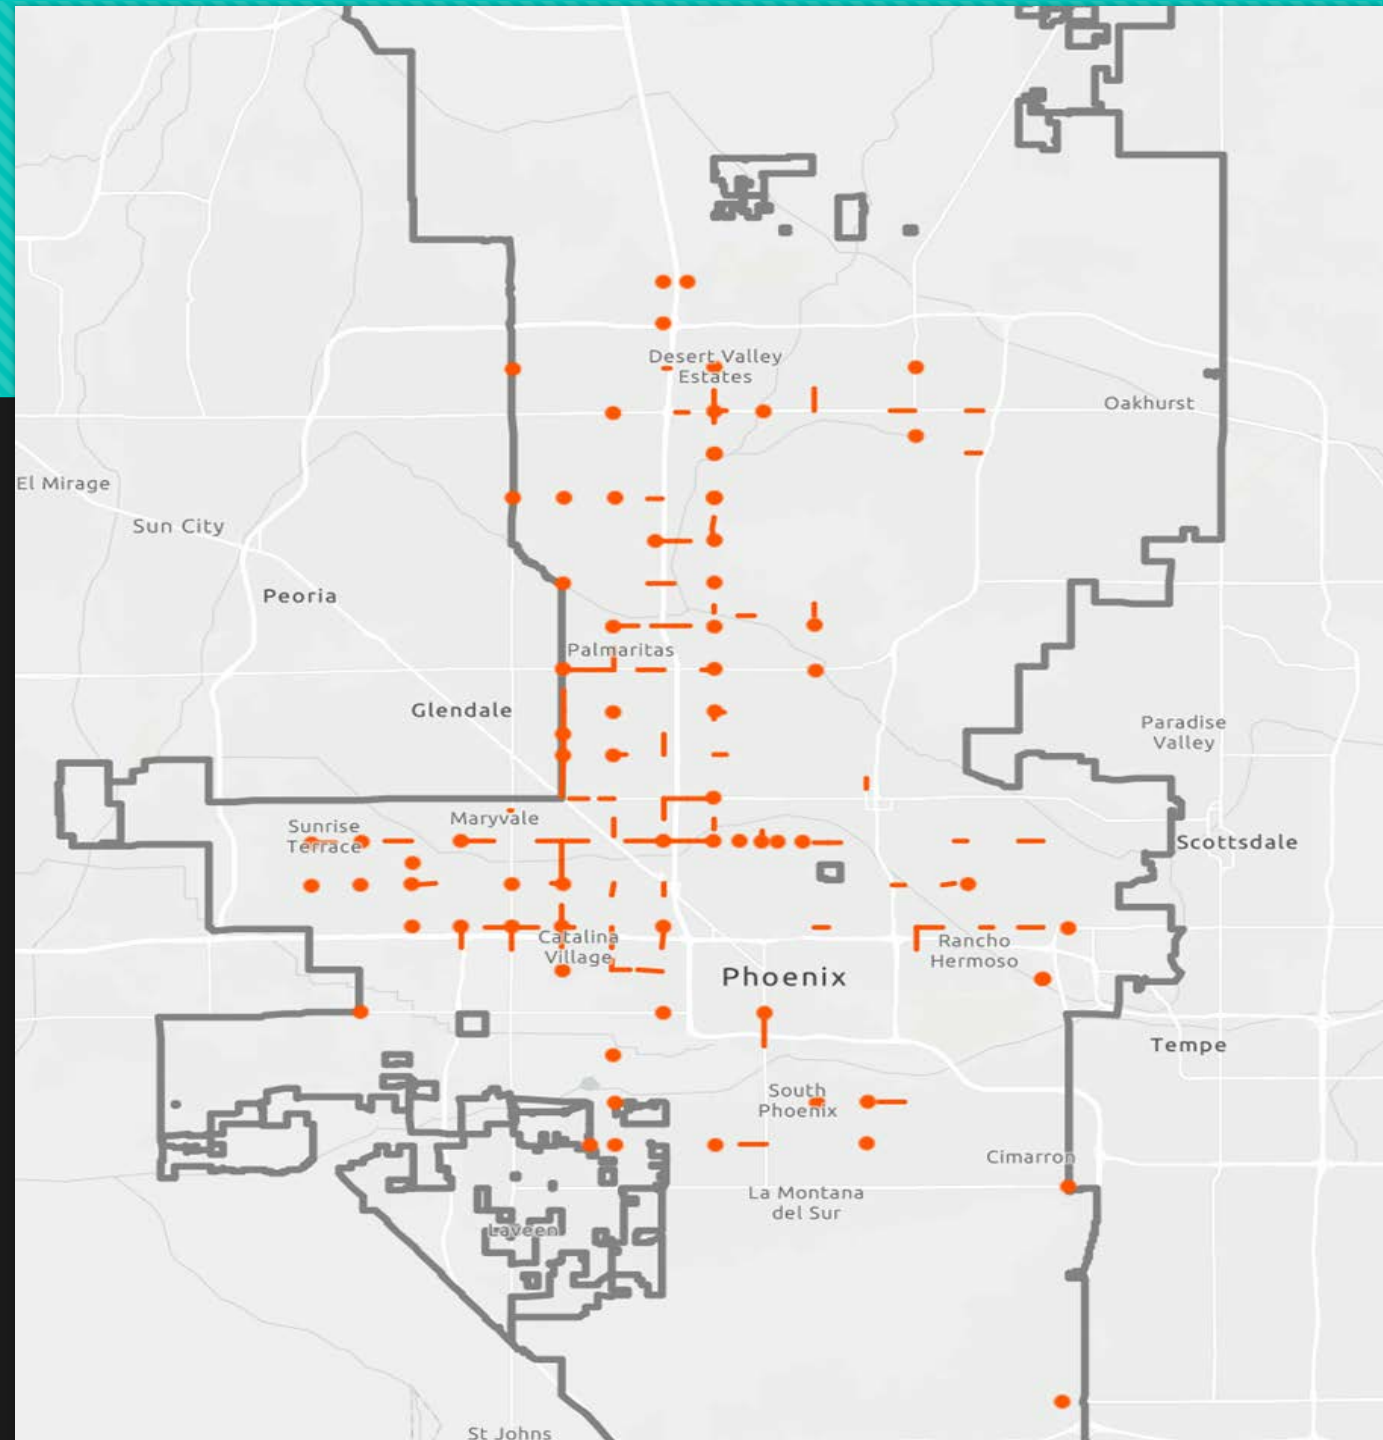 Desert Valley
Estates
Oakhurst
El Mirage
Sun City
Peoria
Palmaritas
Glendale
Paradise
Valley
Maryvale
Sunrise
Terrace
Scottsdale
Catalina
Village
Rancho
Hermoso
Phoenix
Tempe
South
Phoenix
Cimarron
La Montana
del Sur
Laveen
St Johns